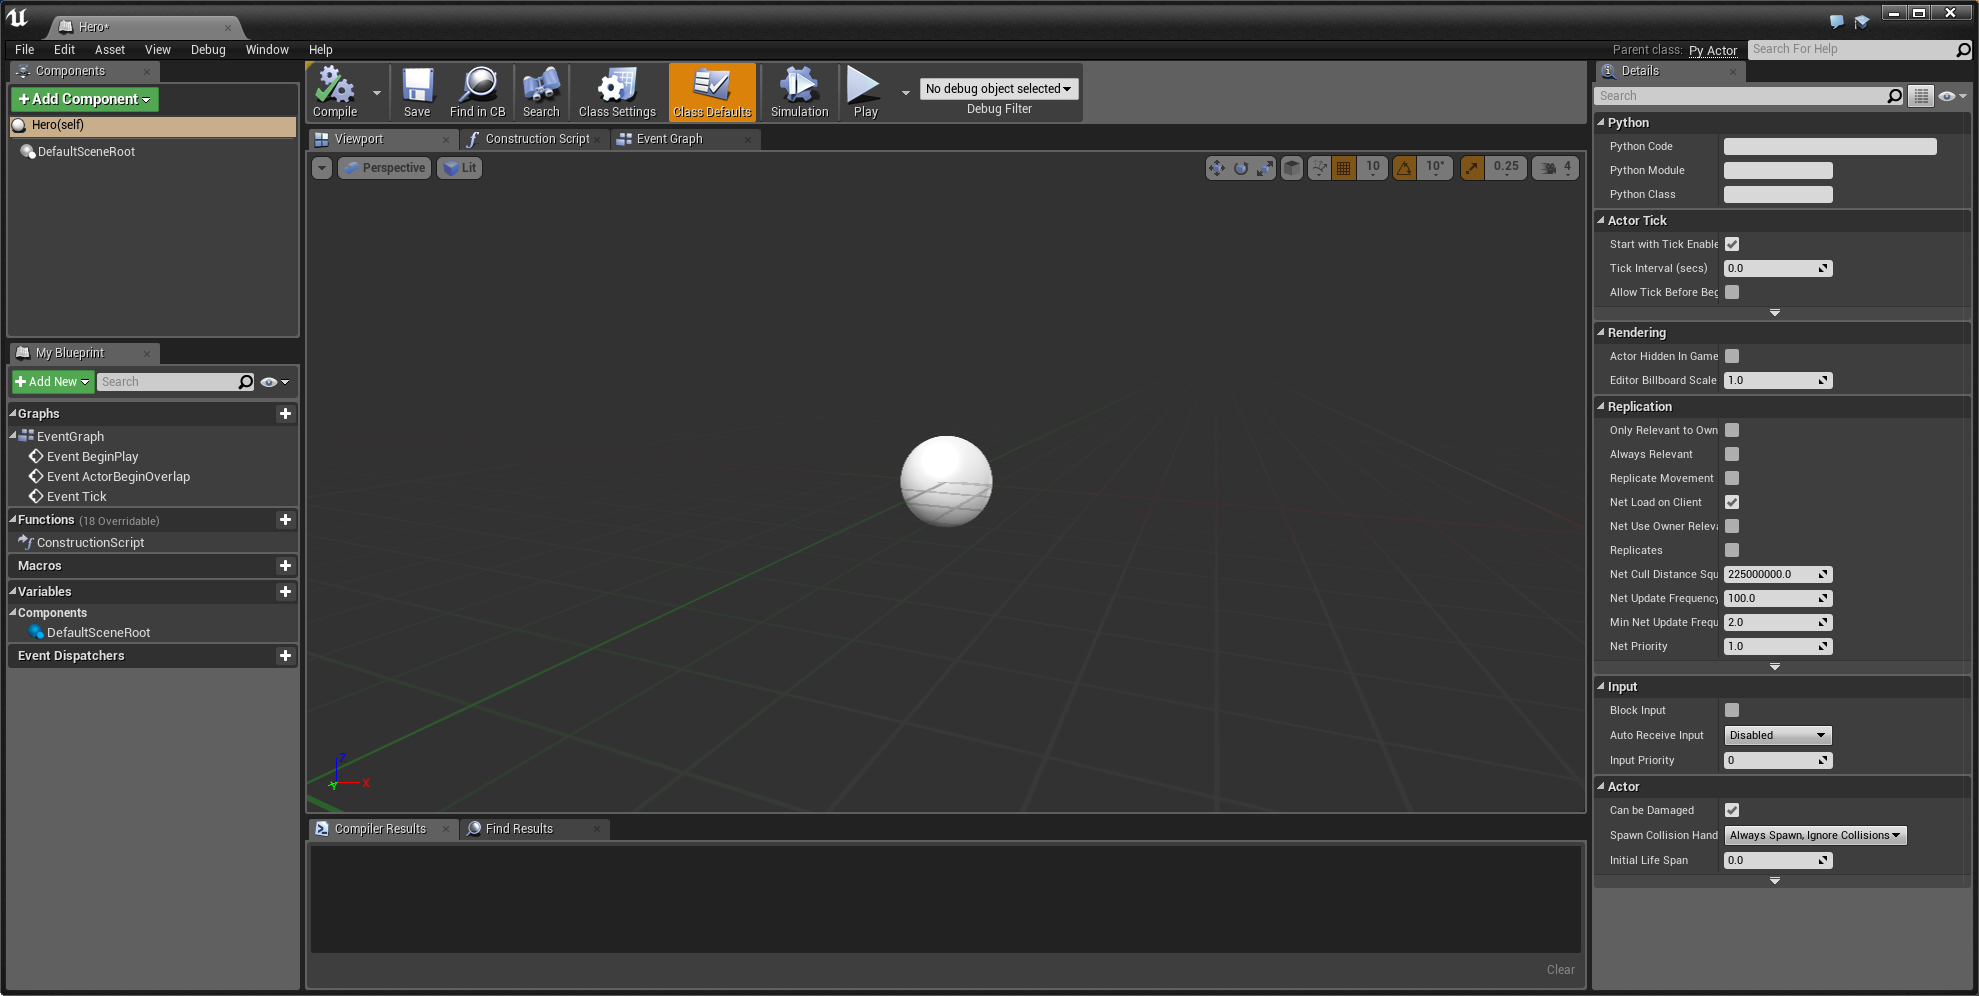 Hero*
File Edit Asset View Debug Window Help
Parent class: Py Actor
Search For Help
Components
Add Component
Hero(self)
DefaultSceneRoot
My Blueprint
Add New
Search
Graphs
EventGraph
Event BeginPlay
Event ActorBeginOverlap
Event Tick
Functions (18 Overridable)
ConstructionScript
Macros
Variables
Components
DefaultSceneRoot
Event Dispatchers
Compile
Save
Find in CB
Search
Class Settings
Class Defaults
Simulation
Play
No debug object selected
Debug Filter
Viewport
Construction Script
Event Graph
Perspective
Lit
10
10°
0.25
4
Z
X
Y
Compiler Results
Find Results
Clear
Details
Search
Python
Python Code
Python Module
Python Class
Actor Tick
Start with Tick Enable
Tick Interval (secs) 0.0
Allow Tick Before Beg
Rendering
Actor Hidden In Game
Editor Billboard Scale 1.0
Replication
Only Relevant to Own
Always Relevant
Replicate Movement
Net Load on Client
Net Use Owner Releva
Replicates
Net Cull Distance Squ 225000000.0
Net Update Frequency 100.0
Min Net Update Frequ 2.0
Net Priority 1.0
Input
Block Input
Auto Receive Input Disabled
Input Priority 0
Actor
Can be Damaged
Spawn Collision Hand Always Spawn, Ignore Collisions
Initial Life Span 0.0